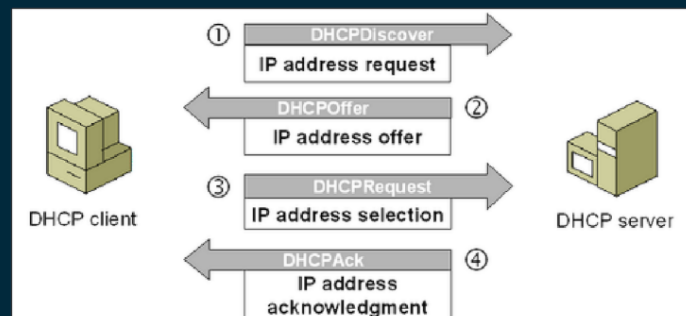 ① DHCPDiscover
IP address request
DHCPOffer ②
IP address offer
③ DHCPRequest
IP address selection
DHCP client
DHCP server
DHCPAck ④
IP address
acknowledgment